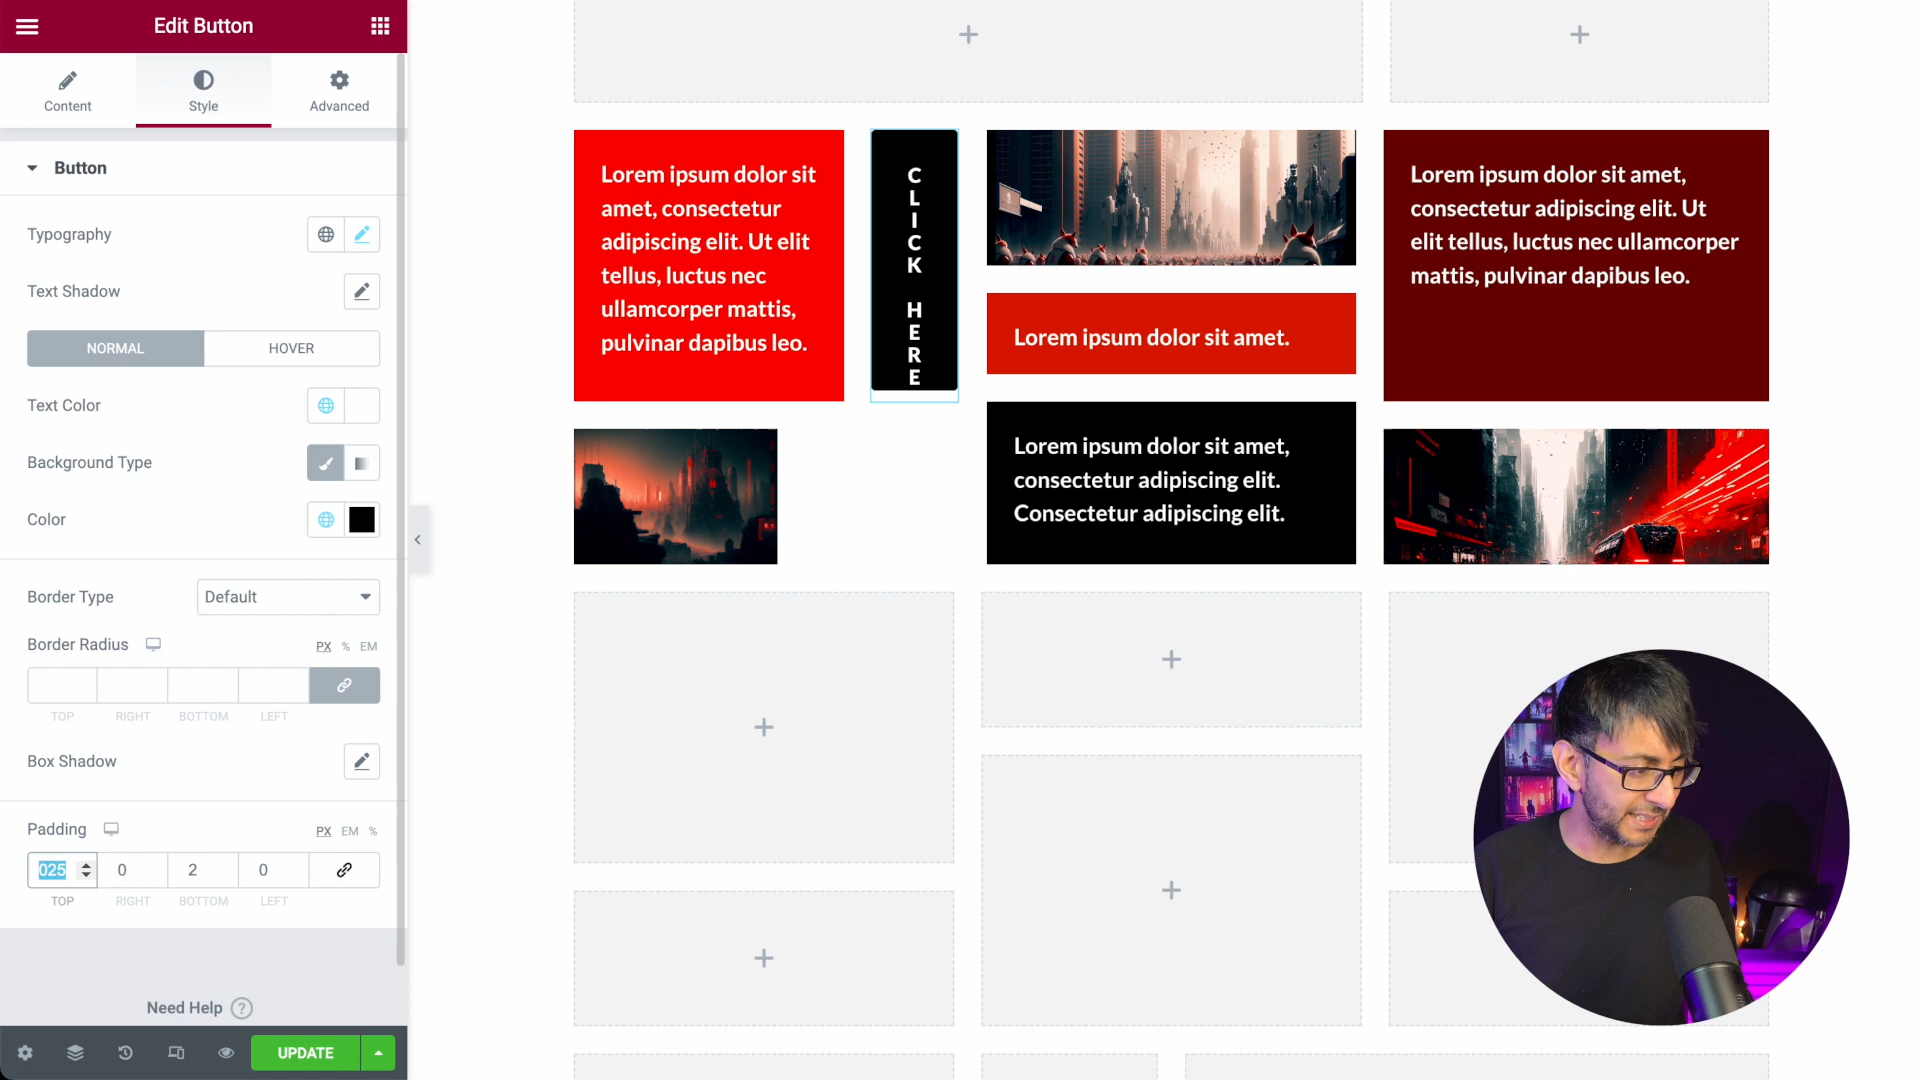 Edit Button
Content
Style
Advanced
Button
Typography
Text Shadow
NORMAL
HOVER
Text Color
Background Type
Color
Border Type
Default
Border Radius
PX % EM
TOP RIGHT BOTTOM LEFT
Box Shadow
Padding
PX EM %
025 0 2 0
TOP RIGHT BOTTOM LEFT
Need Help ?
UPDATE
Lorem ipsum dolor sit
amet, consectetur
adipiscing elit. Ut elit
tellus, luctus nec
ullamcorper mattis,
pulvinar dapibus leo.
C
L
I
C
K
H
E
R
E
Lorem ipsum dolor sit amet.
Lorem ipsum dolor sit amet,
consectetur adipiscing elit.
Consectetur adipiscing elit.
Lorem ipsum dolor sit amet,
consectetur adipiscing elit. Ut
elit tellus, luctus nec ullamcorper
mattis, pulvinar dapibus leo.